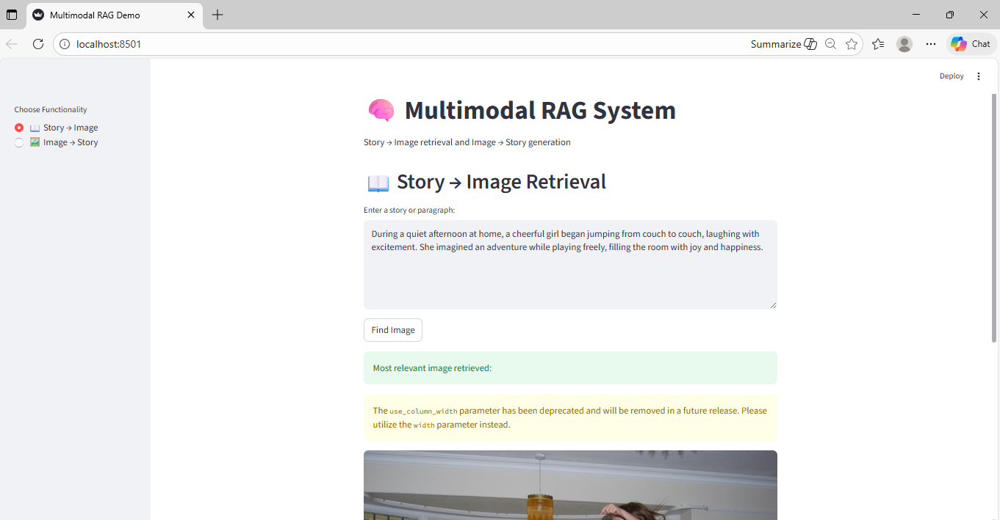 Multimodal RAG Demo
localhost:8501
Summarize
Chat
Deploy
Choose Functionality
📖 Story → Image
🖼️ Image → Story
🧠 Multimodal RAG System
Story → Image retrieval and Image → Story generation
📖 Story → Image Retrieval
Enter a story or paragraph:
During a quiet afternoon at home, a cheerful girl began jumping from couch to couch, laughing with
excitement. She imagined an adventure while playing freely, filling the room with joy and happiness.
Find Image
Most relevant image retrieved:
The use_column_width parameter has been deprecated and will be removed in a future release. Please
utilize the width parameter instead.